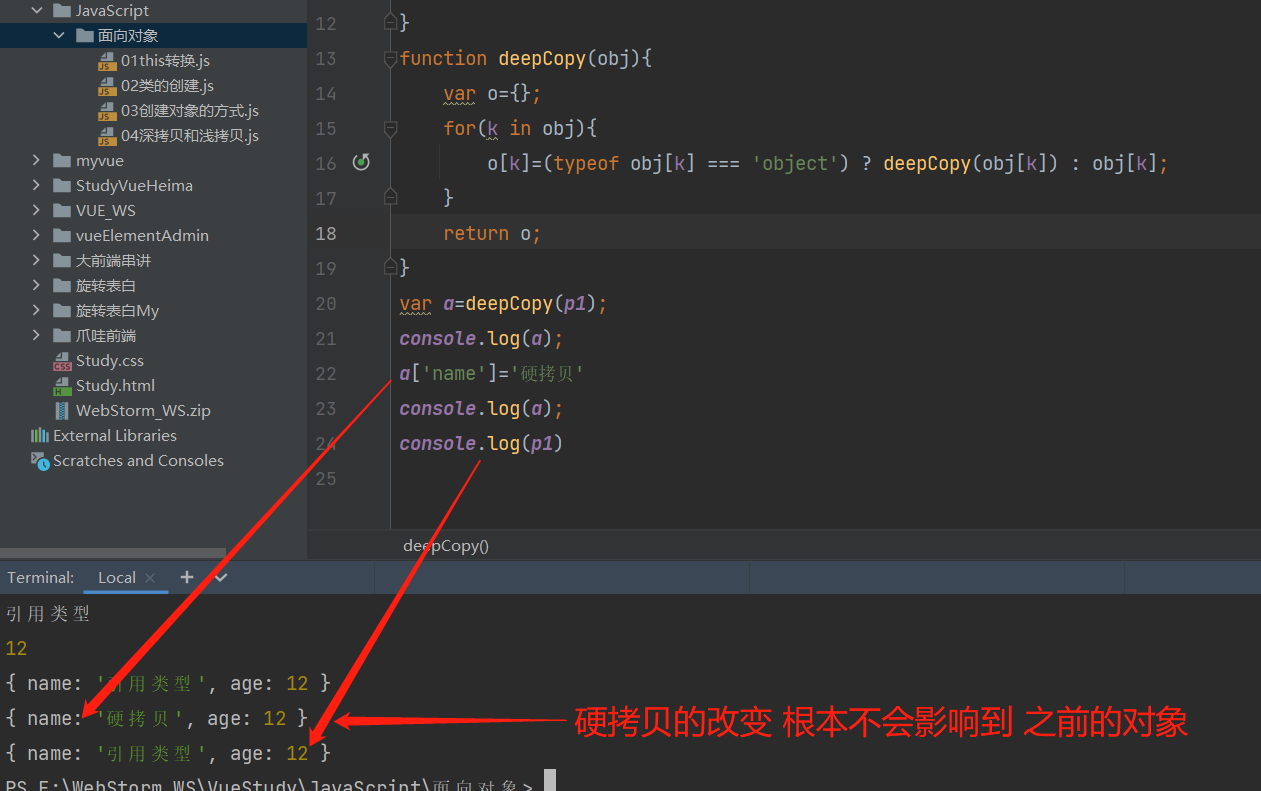 JavaScript
面向对象
01this转换.js
02类的创建.js
03创建对象的方式.js
04深拷贝和浅拷贝.js
myvue
StudyVueHeima
VUE_WS
vueElementAdmin
大前端串讲
旋转表白
旋转表白My
爪哇前端
Study.css
Study.html
WebStorm_WS.zip
External Libraries
Scratches and Consoles
12 }
13 function deepCopy(obj){
14 var o={};
15 for(k in obj){
16 o[k]=(typeof obj[k] === 'object') ? deepCopy(obj[k]) : obj[k];
17 }
18 return o;
19 }
20 var a=deepCopy(p1);
21 console.log(a);
22 a['name']='硬拷贝'
23 console.log(a);
24 console.log(p1)
25
deepCopy()
Terminal: Local
引用类型
12
{ name: '引用类型', age: 12 }
{ name: '硬拷贝', age: 12 }
{ name: '引用类型', age: 12 }
硬拷贝的改变 根本不会影响到 之前的对象
PS E:\WebStorm_WS\VueStudy\JavaScript\面向对象>